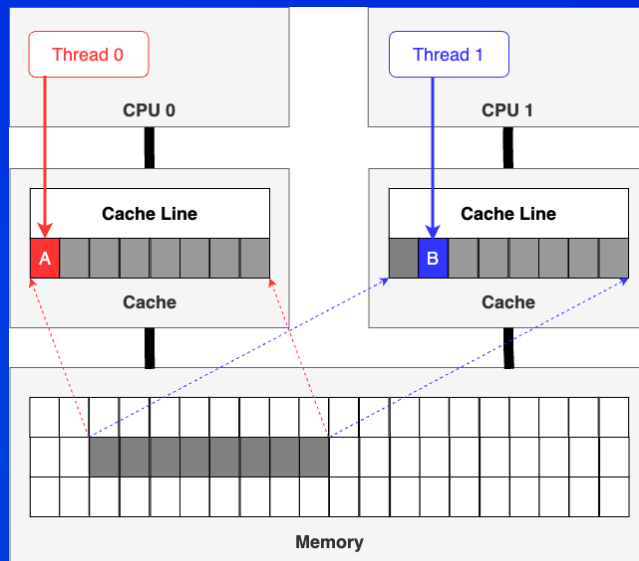 Thread 0
Thread 1
CPU 0
CPU 1
Cache Line
Cache Line
A
B
Cache
Cache
Memory